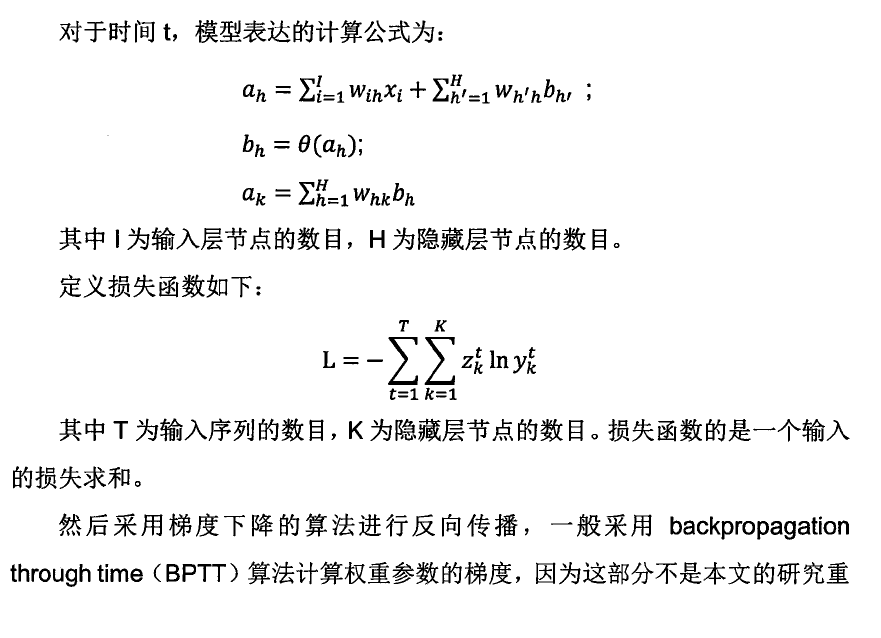 对于时间 t，模型表达的计算公式为：
a_h = ∑_{i=1}^{I} w_{ih}x_i + ∑_{h′=1}^{H} w_{h′h}b_{h′} ；
b_h = θ(a_h);
a_k = ∑_{h=1}^{H} w_{hk}b_h
其中 I 为输入层节点的数目，H 为隐藏层节点的数目。
定义损失函数如下：
L = − ∑_{t=1}^{T} ∑_{k=1}^{K} z_k^t ln y_k^t
其中 T 为输入序列的数目，K 为隐藏层节点的数目。损失函数的是一个输入
的损失求和。
然后采用梯度下降的算法进行反向传播，一般采用 backpropagation
through time（BPTT）算法计算权重参数的梯度，因为这部分不是本文的研究重